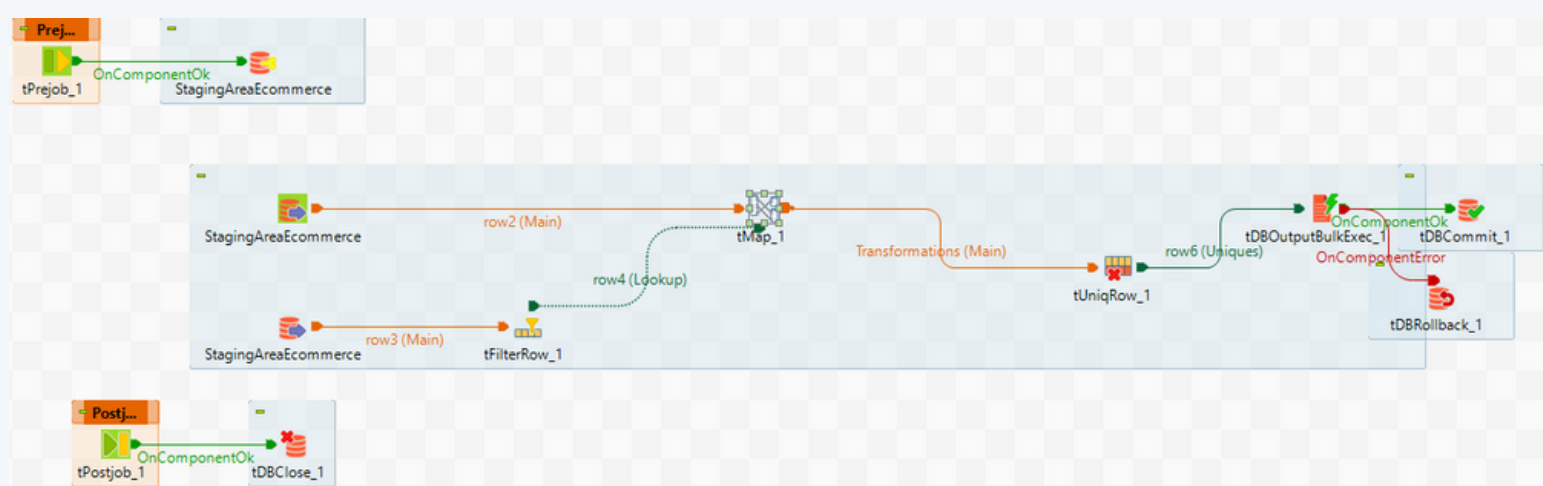 Prej...
OnComponentOk
tPrejob_1
StagingAreaEcommerce
row2 (Main)
StagingAreaEcommerce
tMap_1
OnComponentOk
tDBOutputBulkExec_1
tDBCommit_1
Transformations (Main)
row6 (Uniques)
OnComponentError
row4 (Lookup)
tUniqRow_1
tDBRollback_1
row3 (Main)
StagingAreaEcommerce
tFilterRow_1
Postj...
OnComponentOk
tPostjob_1
tDBClose_1